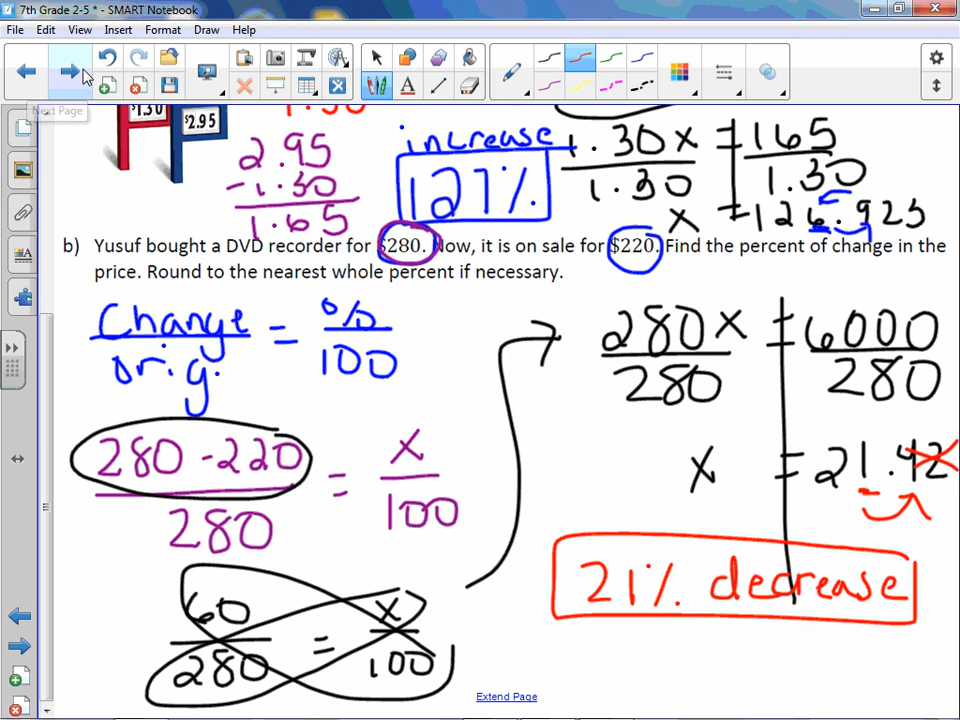 7th Grade 2-5 * - SMART Notebook
File Edit View Insert Format Draw Help
Next Page
$1.30
$2.95
1.30
2.95
-1.30
1.65
increase
127%
1.30x = 165
1.30 1.30
x = 126.923
b) Yusuf bought a DVD recorder for $280. Now, it is on sale for $220. Find the percent of change in the
price. Round to the nearest whole percent if necessary.
Change = %
orig. 100
280-220 = x
280 100
60 = x
280 100
280x = 6000
280 280
x = 21.42
21% decrease
Extend Page